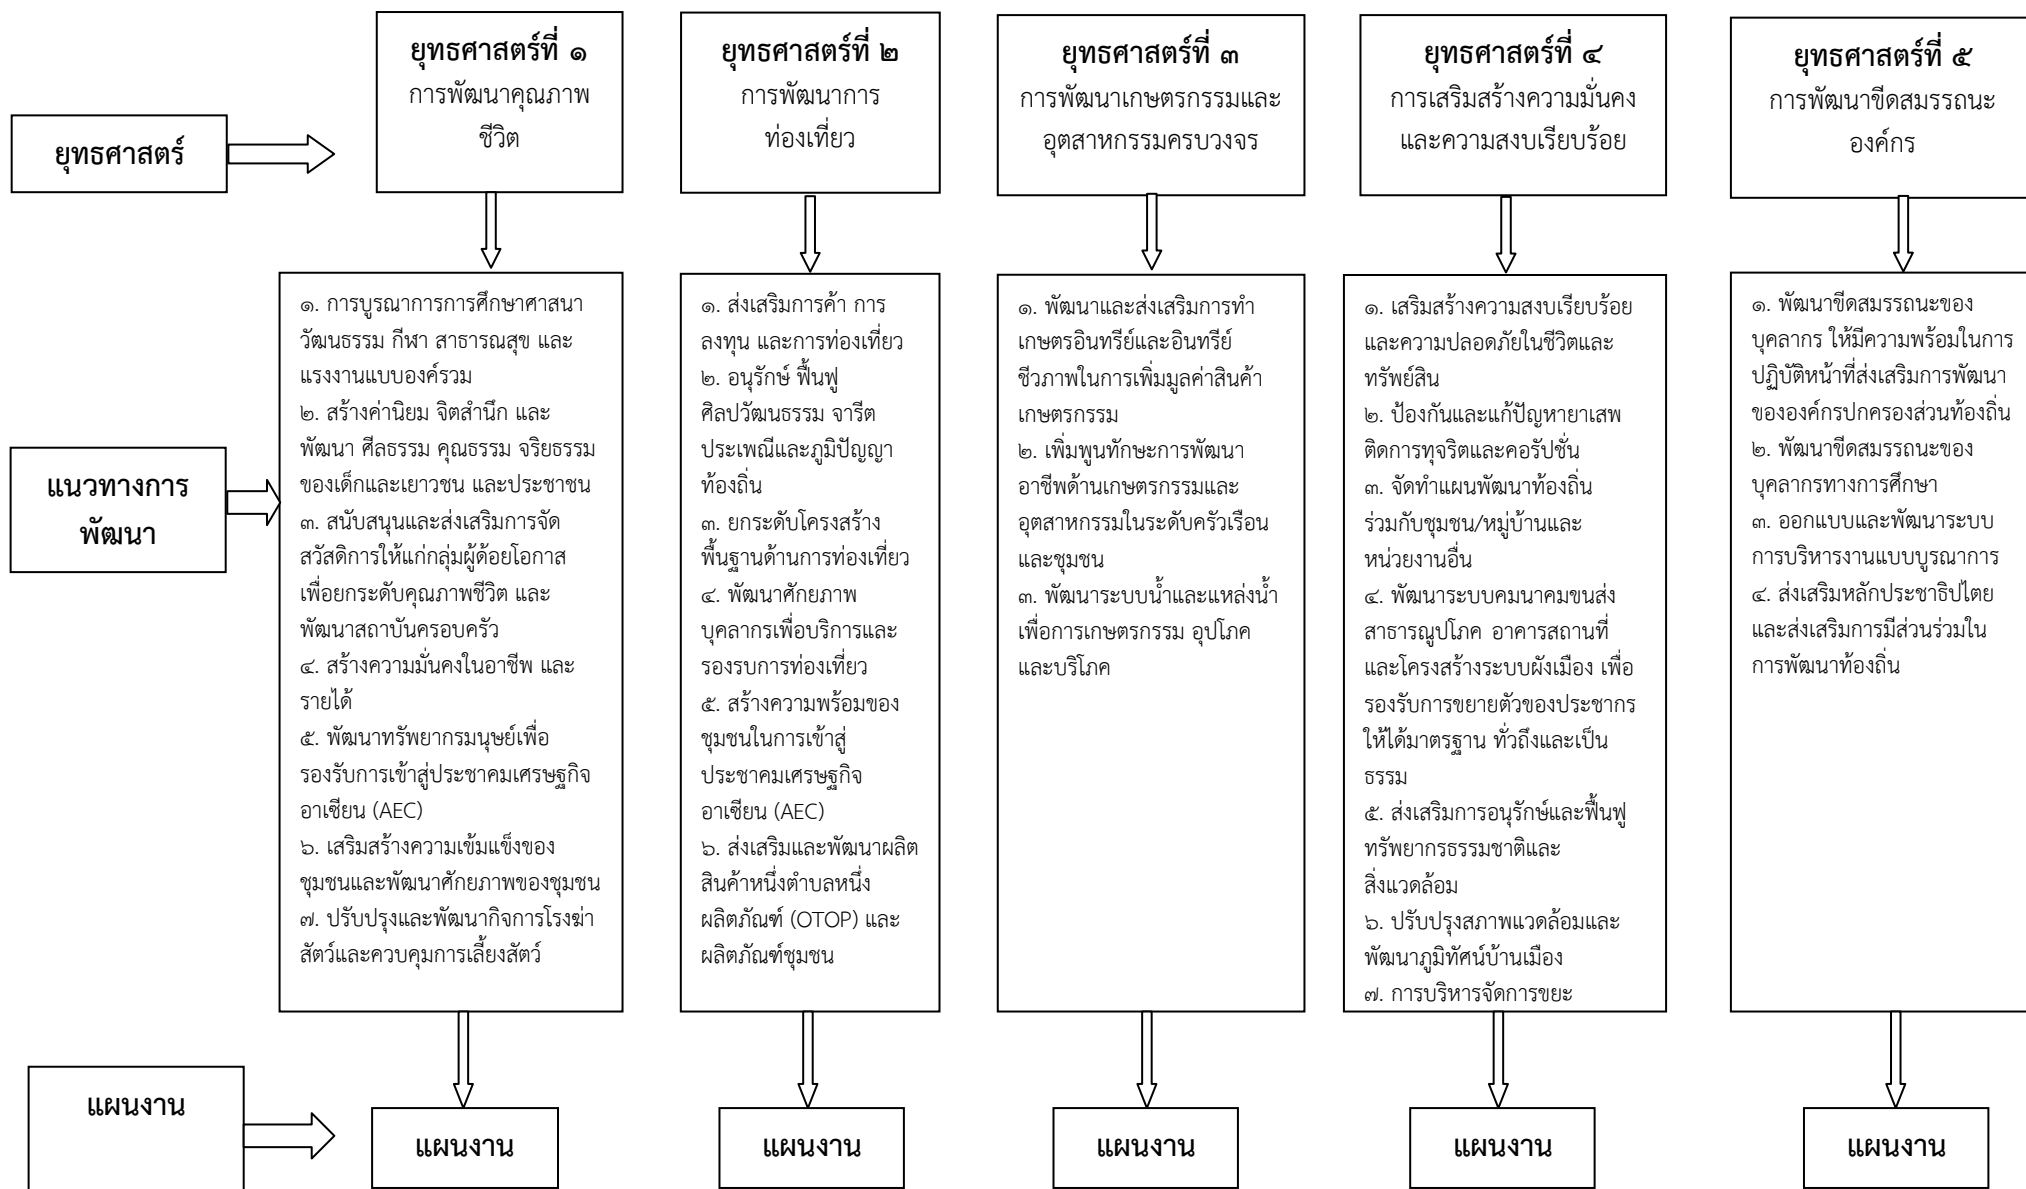 ยุทธศาสตร์
ยุทธศาสตร์ที่ ๑
การพัฒนาคุณภาพ
ชีวิต
ยุทธศาสตร์ที่ ๒
การพัฒนาการ
ท่องเที่ยว
ยุทธศาสตร์ที่ ๓
การพัฒนาเกษตรกรรมและ
อุตสาหกรรมครบวงจร
ยุทธศาสตร์ที่ ๔
การเสริมสร้างความมั่นคง
และความสงบเรียบร้อย
ยุทธศาสตร์ที่ ๕
การพัฒนาขีดสมรรถนะ
องค์กร
แนวทางการ
พัฒนา
๑. การบูรณาการการศึกษาศาสนา
วัฒนธรรม กีฬา สาธารณสุข และ
แรงงานแบบองค์รวม
๒. สร้างค่านิยม จิตสำนึก และ
พัฒนา ศีลธรรม คุณธรรม จริยธรรม
ของเด็กและเยาวชน และประชาชน
๓. สนับสนุนและส่งเสริมการจัด
สวัสดิการให้แก่กลุ่มผู้ด้อยโอกาส
เพื่อยกระดับคุณภาพชีวิต และ
พัฒนาสถาบันครอบครัว
๔. สร้างความมั่นคงในอาชีพ และ
รายได้
๕. พัฒนาทรัพยากรมนุษย์เพื่อ
รองรับการเข้าสู่ประชาคมเศรษฐกิจ
อาเซียน (AEC)
๖. เสริมสร้างความเข้มแข็งของ
ชุมชนและพัฒนาศักยภาพของชุมชน
๗. ปรับปรุงและพัฒนากิจการโรงฆ่า
สัตว์และควบคุมการเลี้ยงสัตว์
๑. ส่งเสริมการค้า การ
ลงทุน และการท่องเที่ยว
๒. อนุรักษ์ ฟื้นฟู
ศิลปวัฒนธรรม จารีต
ประเพณีและภูมิปัญญา
ท้องถิ่น
๓. ยกระดับโครงสร้าง
พื้นฐานด้านการท่องเที่ยว
๔. พัฒนาศักยภาพ
บุคลากรเพื่อบริการและ
รองรบการท่องเที่ยว
๕. สร้างความพร้อมของ
ชุมชนในการเข้าสู่
ประชาคมเศรษฐกิจ
อาเซียน (AEC)
๖. ส่งเสริมและพัฒนาผลิต
สินค้าหนึ่งตำบลหนึ่ง
ผลิตภัณฑ์ (OTOP) และ
ผลิตภัณฑ์ชุมชน
๑. พัฒนาและส่งเสริมการทำ
เกษตรอินทรีย์และอินทรีย์
ชีวภาพในการเพิ่มมูลค่าสินค้า
เกษตรกรรม
๒. เพิ่มพูนทักษะการพัฒนา
อาชีพด้านเกษตรกรรมและ
อุตสาหกรรมในระดับครัวเรือน
และชุมชน
๓. พัฒนาระบบน้ำและแหล่งน้ำ
เพื่อการเกษตรกรรม อุปโภค
และบริโภค
๑. เสริมสร้างความสงบเรียบร้อย
และความปลอดภัยในชีวิตและ
ทรัพย์สิน
๒. ป้องกันและแก้ปัญหายาเสพ
ติดการทุจริตและคอรัปชั่น
๓. จัดทำแผนพัฒนาท้องถิ่น
ร่วมกับชุมชน/หมู่บ้านและ
หน่วยงานอื่น
๔. พัฒนาระบบคมนาคมขนส่ง
สาธารณูปโภค อาคารสถานที่
และโครงสร้างระบบผังเมือง เพื่อ
รองรับการขยายตัวของประชากร
ให้ได้มาตรฐาน ทั่วถึงและเป็น
ธรรม
๕. ส่งเสริมการอนุรักษ์และฟื้นฟู
ทรัพยากรธรรมชาติและ
สิ่งแวดล้อม
๖. ปรับปรุงสภาพแวดล้อมและ
พัฒนาภูมิทัศน์บ้านเมือง
๗. การบริหารจัดการขยะ
๑. พัฒนาขีดสมรรถนะของ
บุคลากร ให้มีความพร้อมในการ
ปฏิบัติหน้าที่ส่งเสริมการพัฒนา
ขององค์กรปกครองส่วนท้องถิ่น
๒. พัฒนาขีดสมรรถนะของ
บุคลากรทางการศึกษา
๓. ออกแบบและพัฒนาระบบ
การบริหารงานแบบบูรณาการ
๔. ส่งเสริมหลักประชาธิปไตย
และส่งเสริมการมีส่วนร่วมใน
การพัฒนาท้องถิ่น
แผนงาน
แผนงาน
แผนงาน
แผนงาน
แผนงาน
แผนงาน